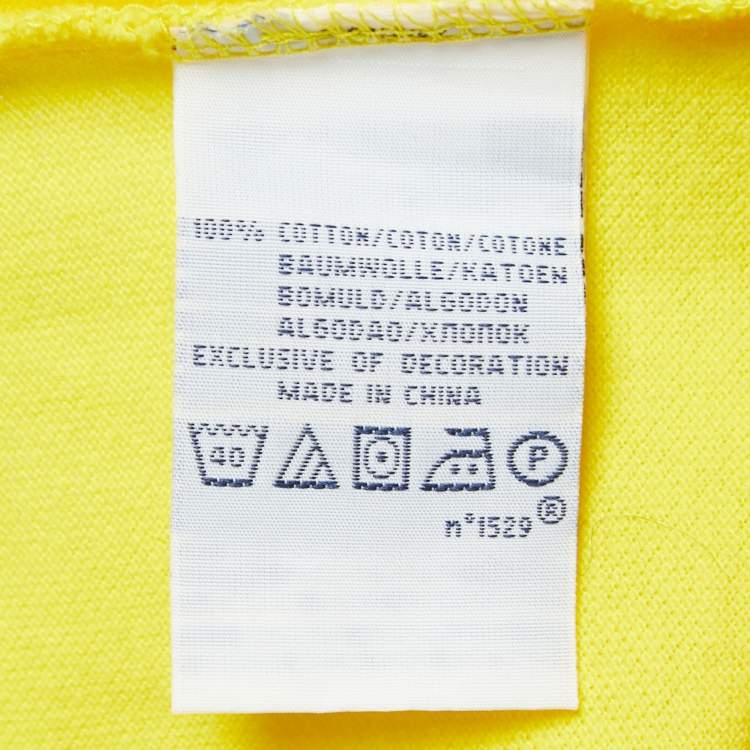 100% COTTON/COTON/COTONE
BAUMWOLLE/KATOEN
BOMULD/ALGODON
ALGODAO/ХЛОПОК
EXCLUSIVE OF DECORATION
MADE IN CHINA
40 P
n°1529 ®